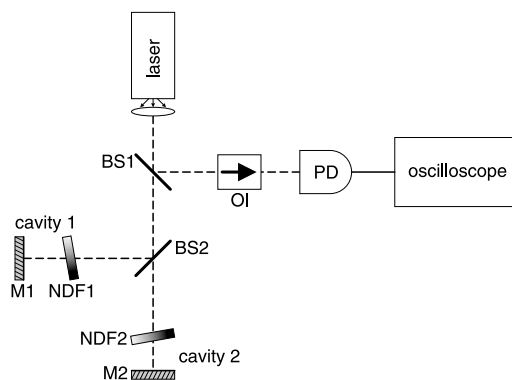 laser
BS1
OI
PD
oscilloscope
cavity 1
BS2
M1
NDF1
NDF2
cavity 2
M2